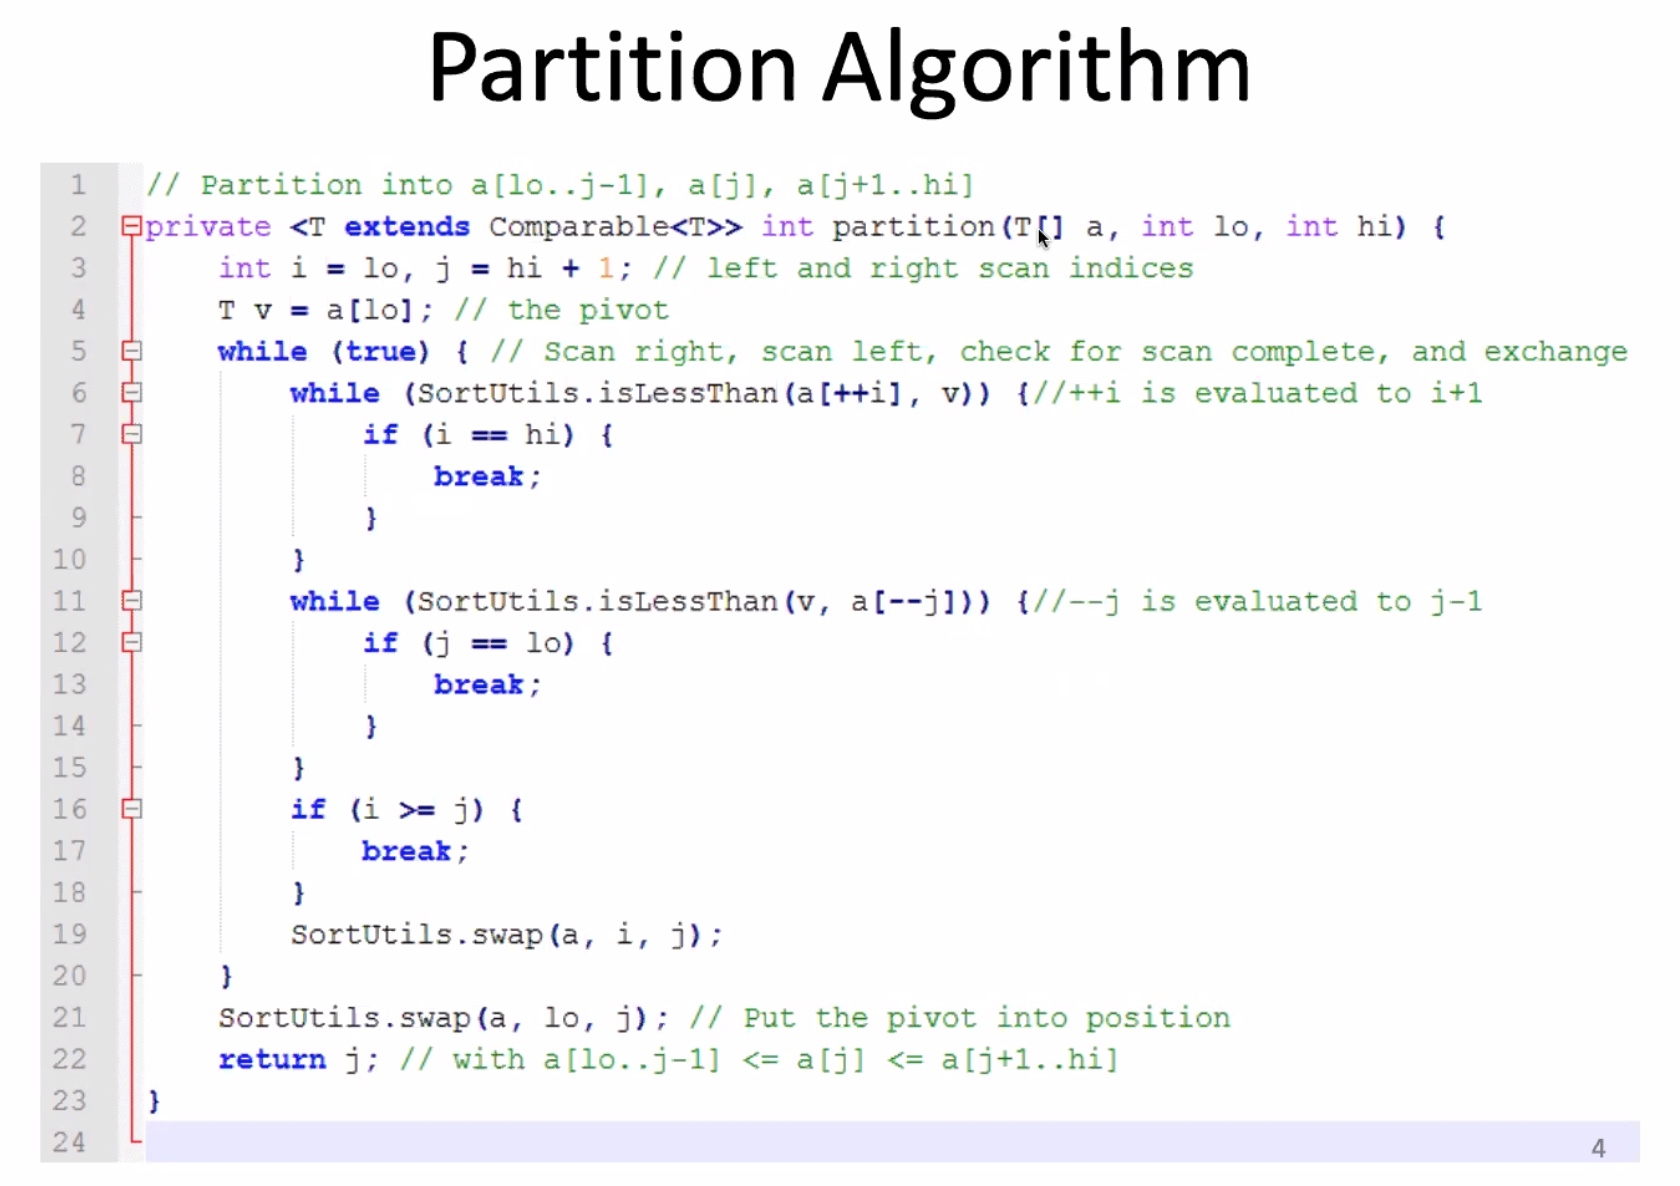 Partition Algorithm
1 // Partition into a[lo..j-1], a[j], a[j+1..hi]
2 private <T extends Comparable<T>> int partition(T[] a, int lo, int hi) {
3 int i = lo, j = hi + 1; // left and right scan indices
4 T v = a[lo]; // the pivot
5 while (true) { // Scan right, scan left, check for scan complete, and exchange
6 while (SortUtils.isLessThan(a[++i], v)) {//++i is evaluated to i+1
7 if (i == hi) {
8 break;
9 }
10 }
11 while (SortUtils.isLessThan(v, a[--j])) {//--j is evaluated to j-1
12 if (j == lo) {
13 break;
14 }
15 }
16 if (i >= j) {
17 break;
18 }
19 SortUtils.swap(a, i, j);
20 }
21 SortUtils.swap(a, lo, j); // Put the pivot into position
22 return j; // with a[lo..j-1] <= a[j] <= a[j+1..hi]
23 }
24
4